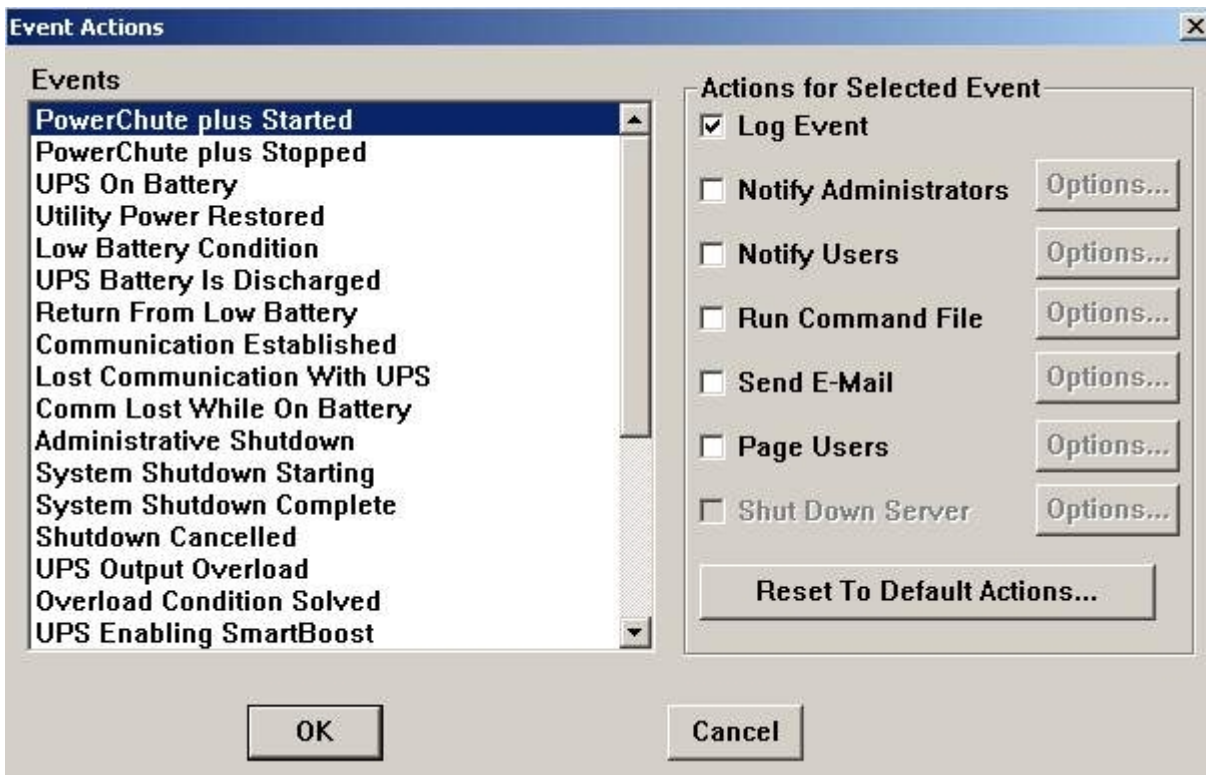 Event Actions
Events
PowerChute plus Started
PowerChute plus Stopped
UPS On Battery
Utility Power Restored
Low Battery Condition
UPS Battery Is Discharged
Return From Low Battery
Communication Established
Lost Communication With UPS
Comm Lost While On Battery
Administrative Shutdown
System Shutdown Starting
System Shutdown Complete
Shutdown Cancelled
UPS Output Overload
Overload Condition Solved
UPS Enabling SmartBoost
Actions for Selected Event
Log Event
Notify Administrators Options...
Notify Users Options...
Run Command File Options...
Send E-Mail Options...
Page Users Options...
Shut Down Server Options...
Reset To Default Actions...
OK Cancel